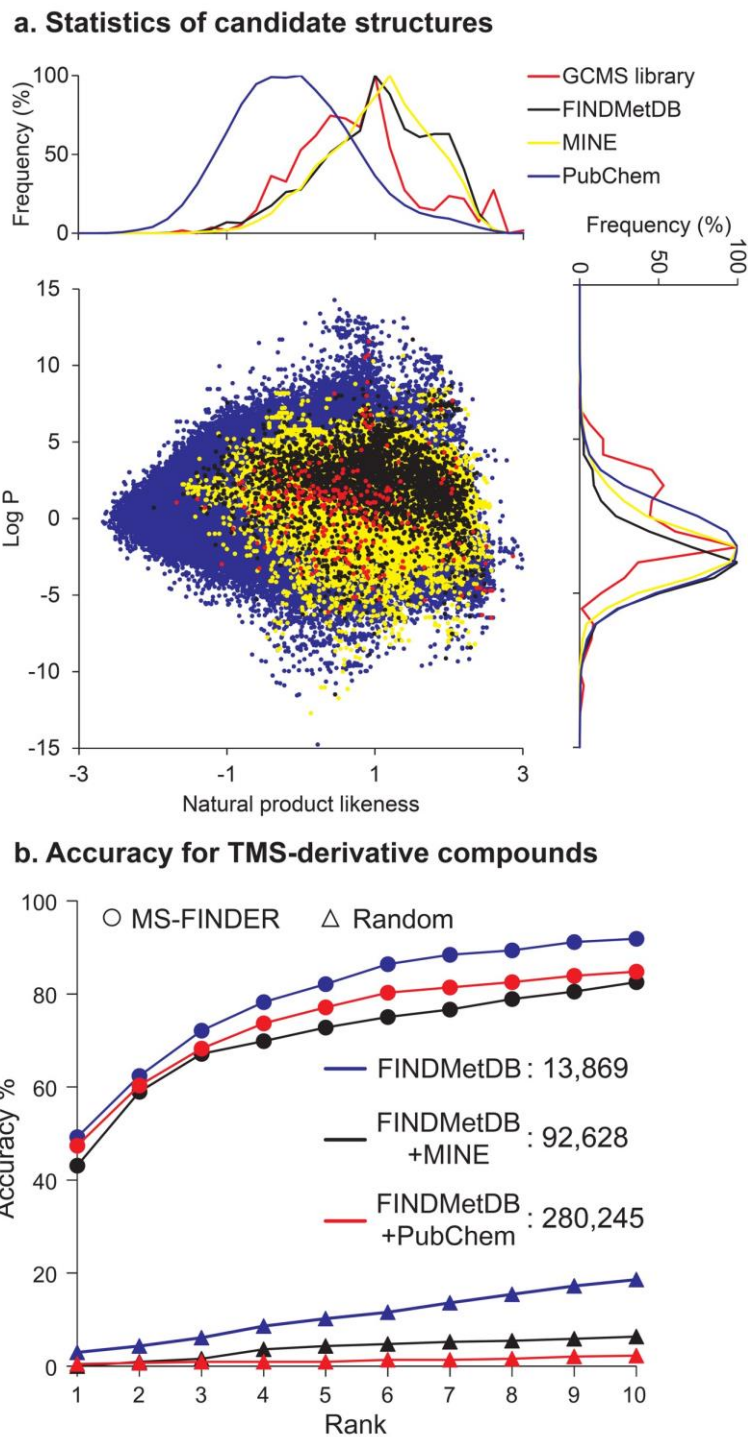 a. Statistics of candidate structures
Frequency (%)
100
50
0
GCMS library
FINDMetDB
MINE
PubChem
Frequency (%)
0
50
100
Log P
15
10
5
0
-5
-10
-15
-3
-1
1
3
Natural product likeness
b. Accuracy for TMS-derivative compounds
Accuracy %
100
80
60
40
20
0
MS-FINDER
Random
FINDMetDB : 13,869
FINDMetDB
+MINE : 92,628
FINDMetDB
+PubChem : 280,245
1 2 3 4 5 6 7 8 9 10
Rank